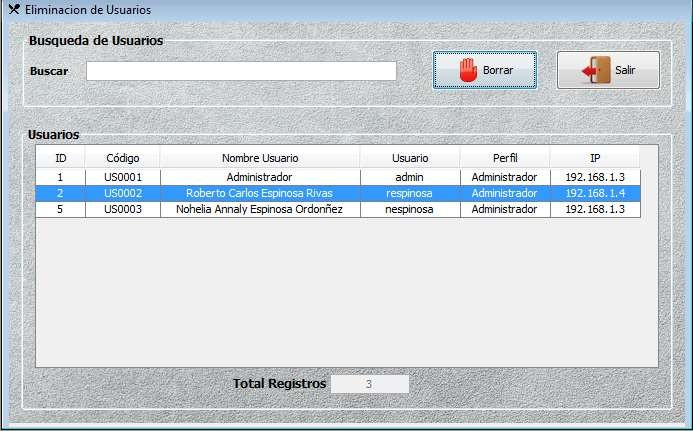 Eliminacion de Usuarios
Busqueda de Usuarios
Buscar
Borrar
Salir
Usuarios
ID Código Nombre Usuario Usuario Perfil IP
1 US0001 Administrador admin Administrador 192.168.1.3
2 US0002 Roberto Carlos Espinosa Rivas respinosa Administrador 192.168.1.4
5 US0003 Nohelia Annaly Espinosa Ordonñez nespinosa Administrador 192.168.1.3
Total Registros 3